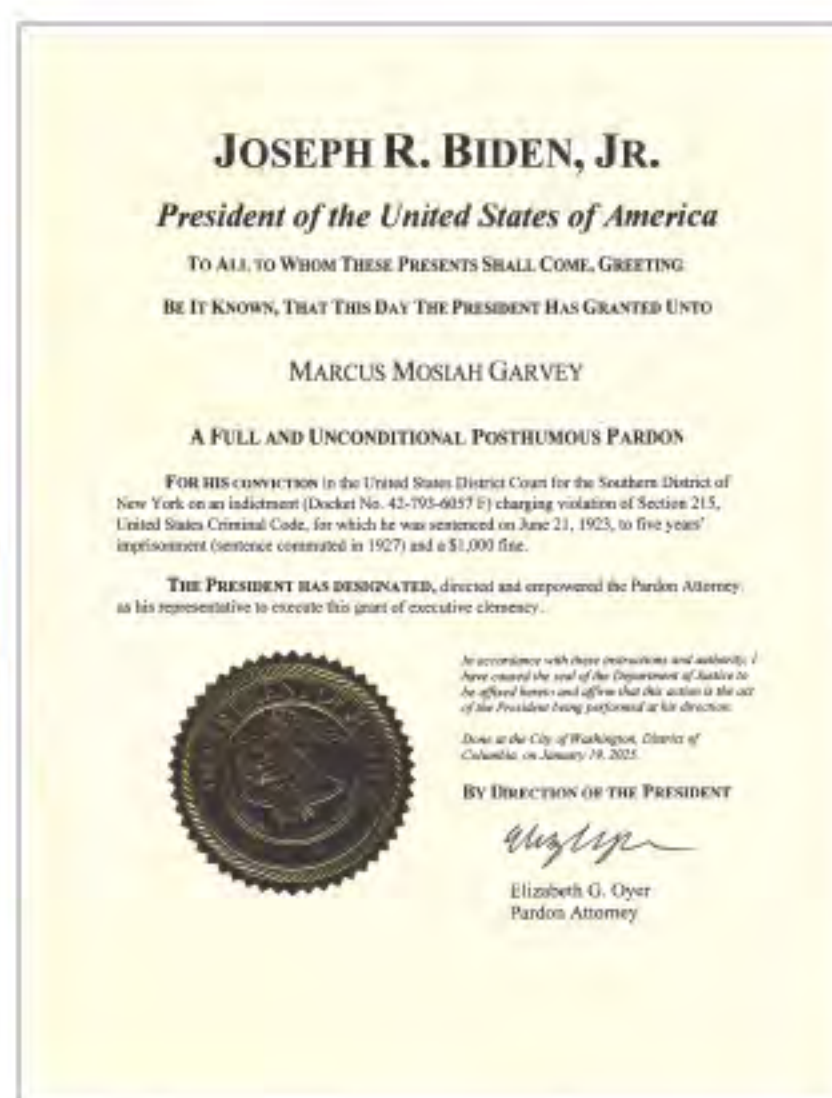 JOSEPH R. BIDEN, JR.
President of the United States of America
TO ALL TO WHOM THESE PRESENTS SHALL COME, GREETING
BE IT KNOWN, THAT THIS DAY THE PRESIDENT HAS GRANTED UNTO
MARCUS MOSIAH GARVEY
A FULL AND UNCONDITIONAL POSTHUMOUS PARDON
FOR HIS CONVICTION in the United States District Court for the Southern District of
New York on an indictment (Docket No. 42-793-6057 F) charging violation of Section 215,
United States Criminal Code, for which he was sentenced on June 21, 1923, to five years'
imprisonment (sentence commuted in 1927) and a $1,000 fine.
THE PRESIDENT HAS DESIGNATED, directed and empowered the Pardon Attorney
as his representative to execute this grant of executive clemency.
In accordance with these instructions and authority, I
have caused the seal of the Department of Justice to
be affixed hereto and affirm that this action is the act
of the President being performed at his direction.
Done at the City of Washington, District of
Columbia, on January 19, 2025.
BY DIRECTION OF THE PRESIDENT
Elizabeth G. Oyer
Pardon Attorney